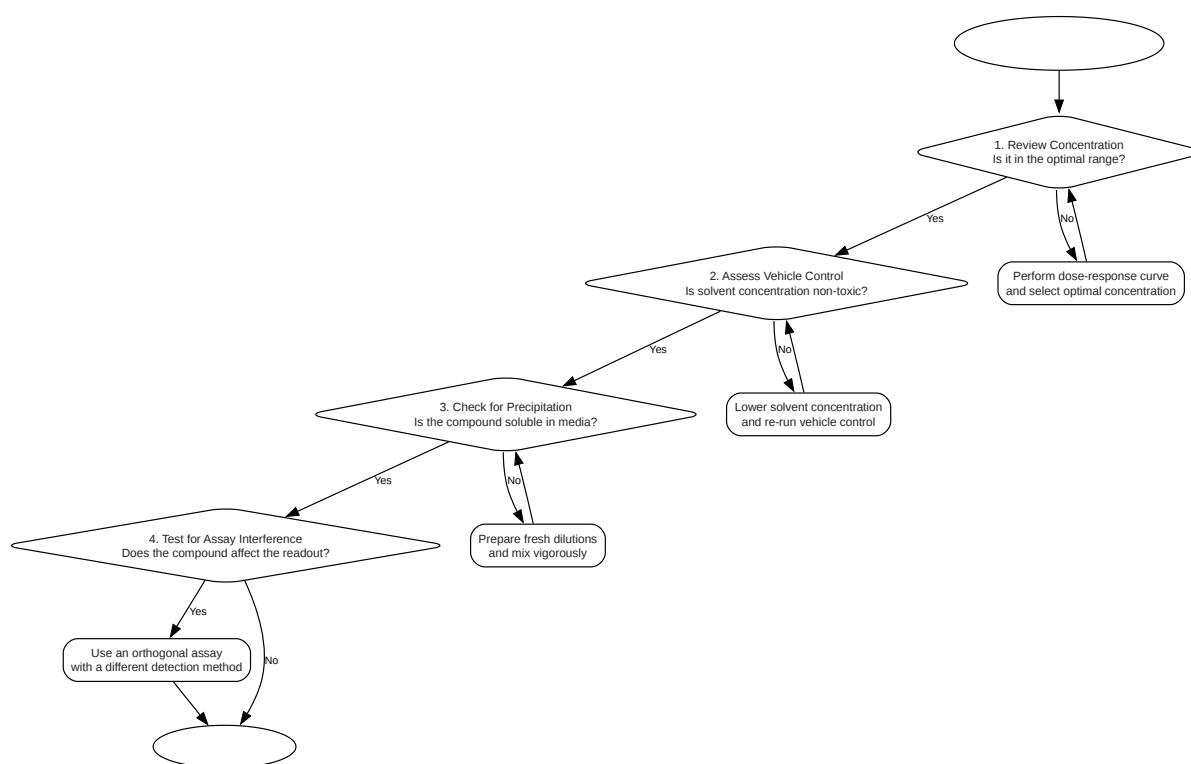 1. Review Concentration
Is it in the optimal range?
Yes
No
Perform dose-response curve
and select optimal concentration
2. Assess Vehicle Control
Is solvent concentration non-toxic?
Yes
No
Lower solvent concentration
and re-run vehicle control
3. Check for Precipitation
Is the compound soluble in media?
Yes
No
Prepare fresh dilutions
and mix vigorously
4. Test for Assay Interference
Does the compound affect the readout?
Yes
No
Use an orthogonal assay
with a different detection method